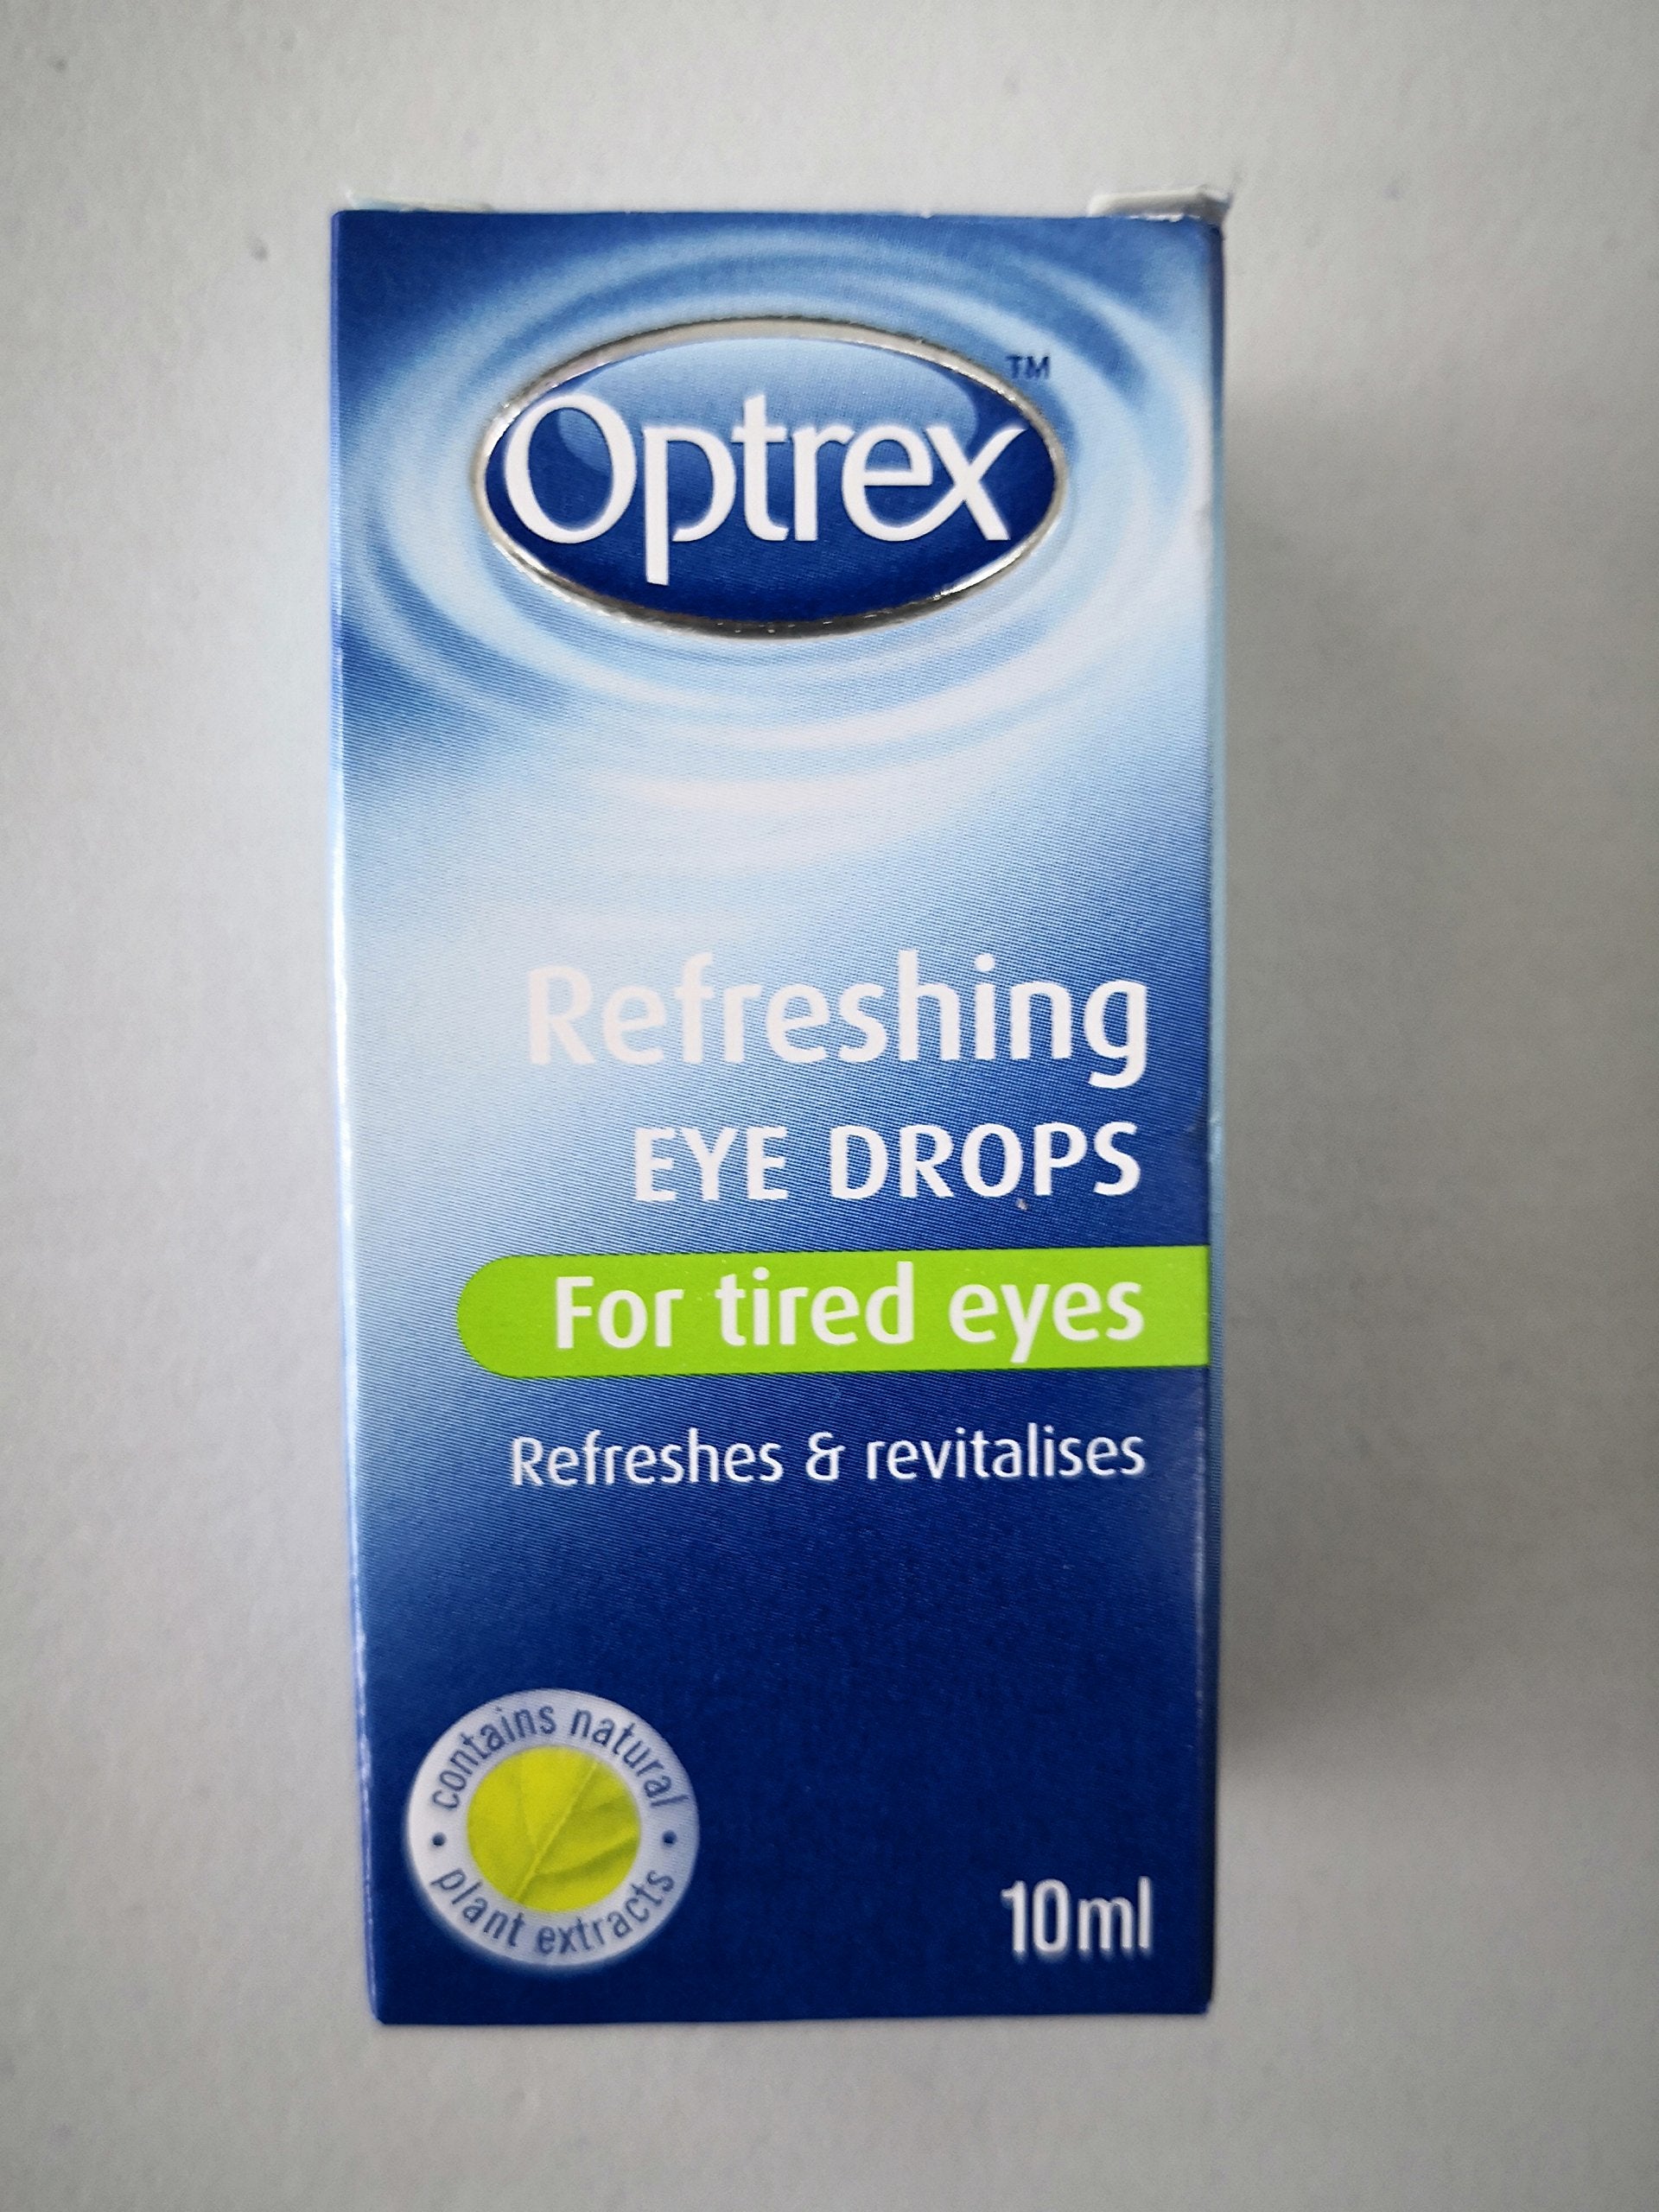 Optrex™
Refreshing
EYE DROPS
For tired eyes
Refreshes & revitalises
• contains natural •
plant extracts
10ml